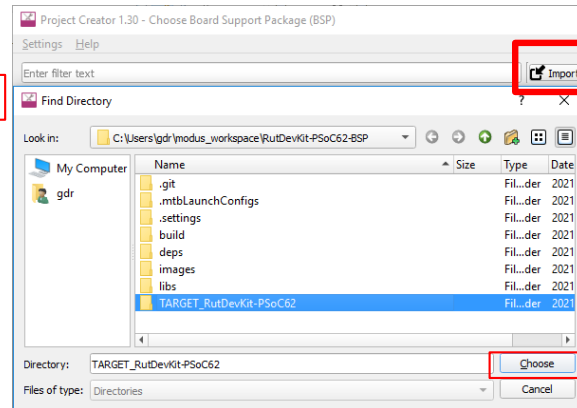 Project Creator 1.30 - Choose Board Support Package (BSP)
Settings Help
Enter filter text Import
Find Directory ? X
Look in: C:\Users\gdr\modus_workspace\RutDevKit-PSoC62-BSP
My Computer
gdr
Name Size Type Date
.git Fil...der 2021
.mtbLaunchConfigs Fil...der 2021
.settings Fil...der 2021
build Fil...der 2021
deps Fil...der 2021
images Fil...der 2021
libs Fil...der 2021
TARGET_RutDevKit-PSoC62 Fil...der 2021
Directory: TARGET_RutDevKit-PSoC62 Choose
Files of type: Directories Cancel